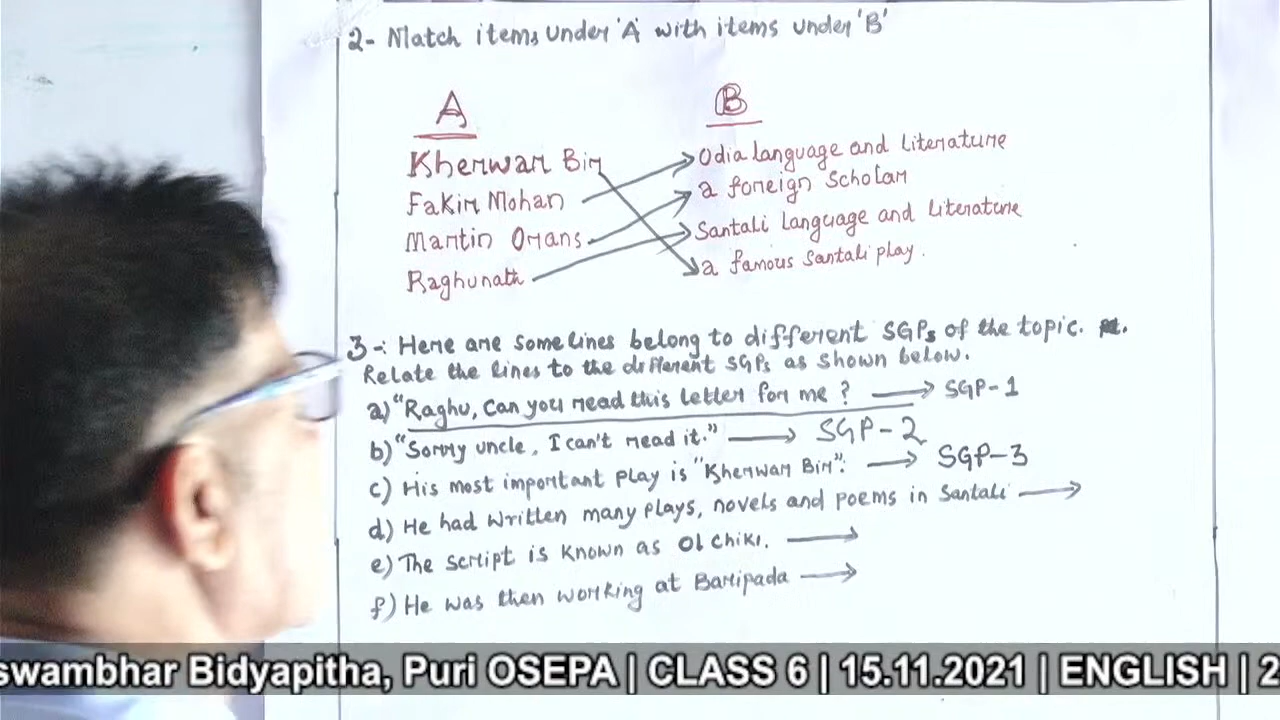 2- Match items under 'A' with items under 'B'
A
B
Kherwar Bir
Odia language and literature
Fakir Mohan
a foreign scholar
Martin Orans
Santali language and literature
Raghunath
a famous Santali play.
3-: Here are some lines belong to different SGPs of the topic.
Relate the lines to the different SGPs as shown below.
a) "Raghu, can you read this letter for me ? → SGP-1
b) "Sorry uncle, I can't read it." → SGP-2
c) His most important play is "Kherwar Bir". → SGP-3
d) He had written many plays, novels and poems in Santali →
e) The script is known as Ol chiki. →
f) He was then working at Baripada →
swambhar Bidyapitha, Puri OSEPA | CLASS 6 | 15.11.2021 | ENGLISH | 2